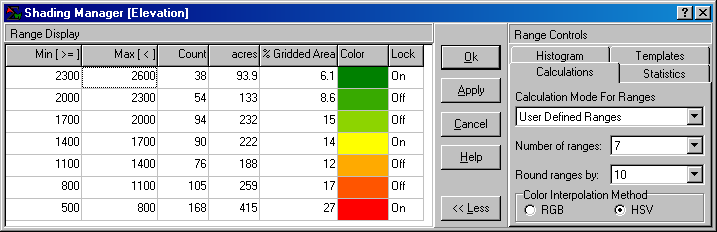 Shading Manager [Elevation]
Range Display
Min [ >= ] Max [ < ] Count acres % Gridded Area Color Lock
2300 2600 38 93.9 6.1 On
2000 2300 54 133 8.6 Off
1700 2000 94 232 15 Off
1400 1700 90 222 14 On
1100 1400 76 188 12 Off
800 1100 105 259 17 Off
500 800 168 415 27 On
Ok
Apply
Cancel
Help
<< Less
Range Controls
Histogram Templates
Calculations Statistics
Calculation Mode For Ranges
User Defined Ranges
Number of ranges: 7
Round ranges by: 10
Color Interpolation Method
RGB HSV